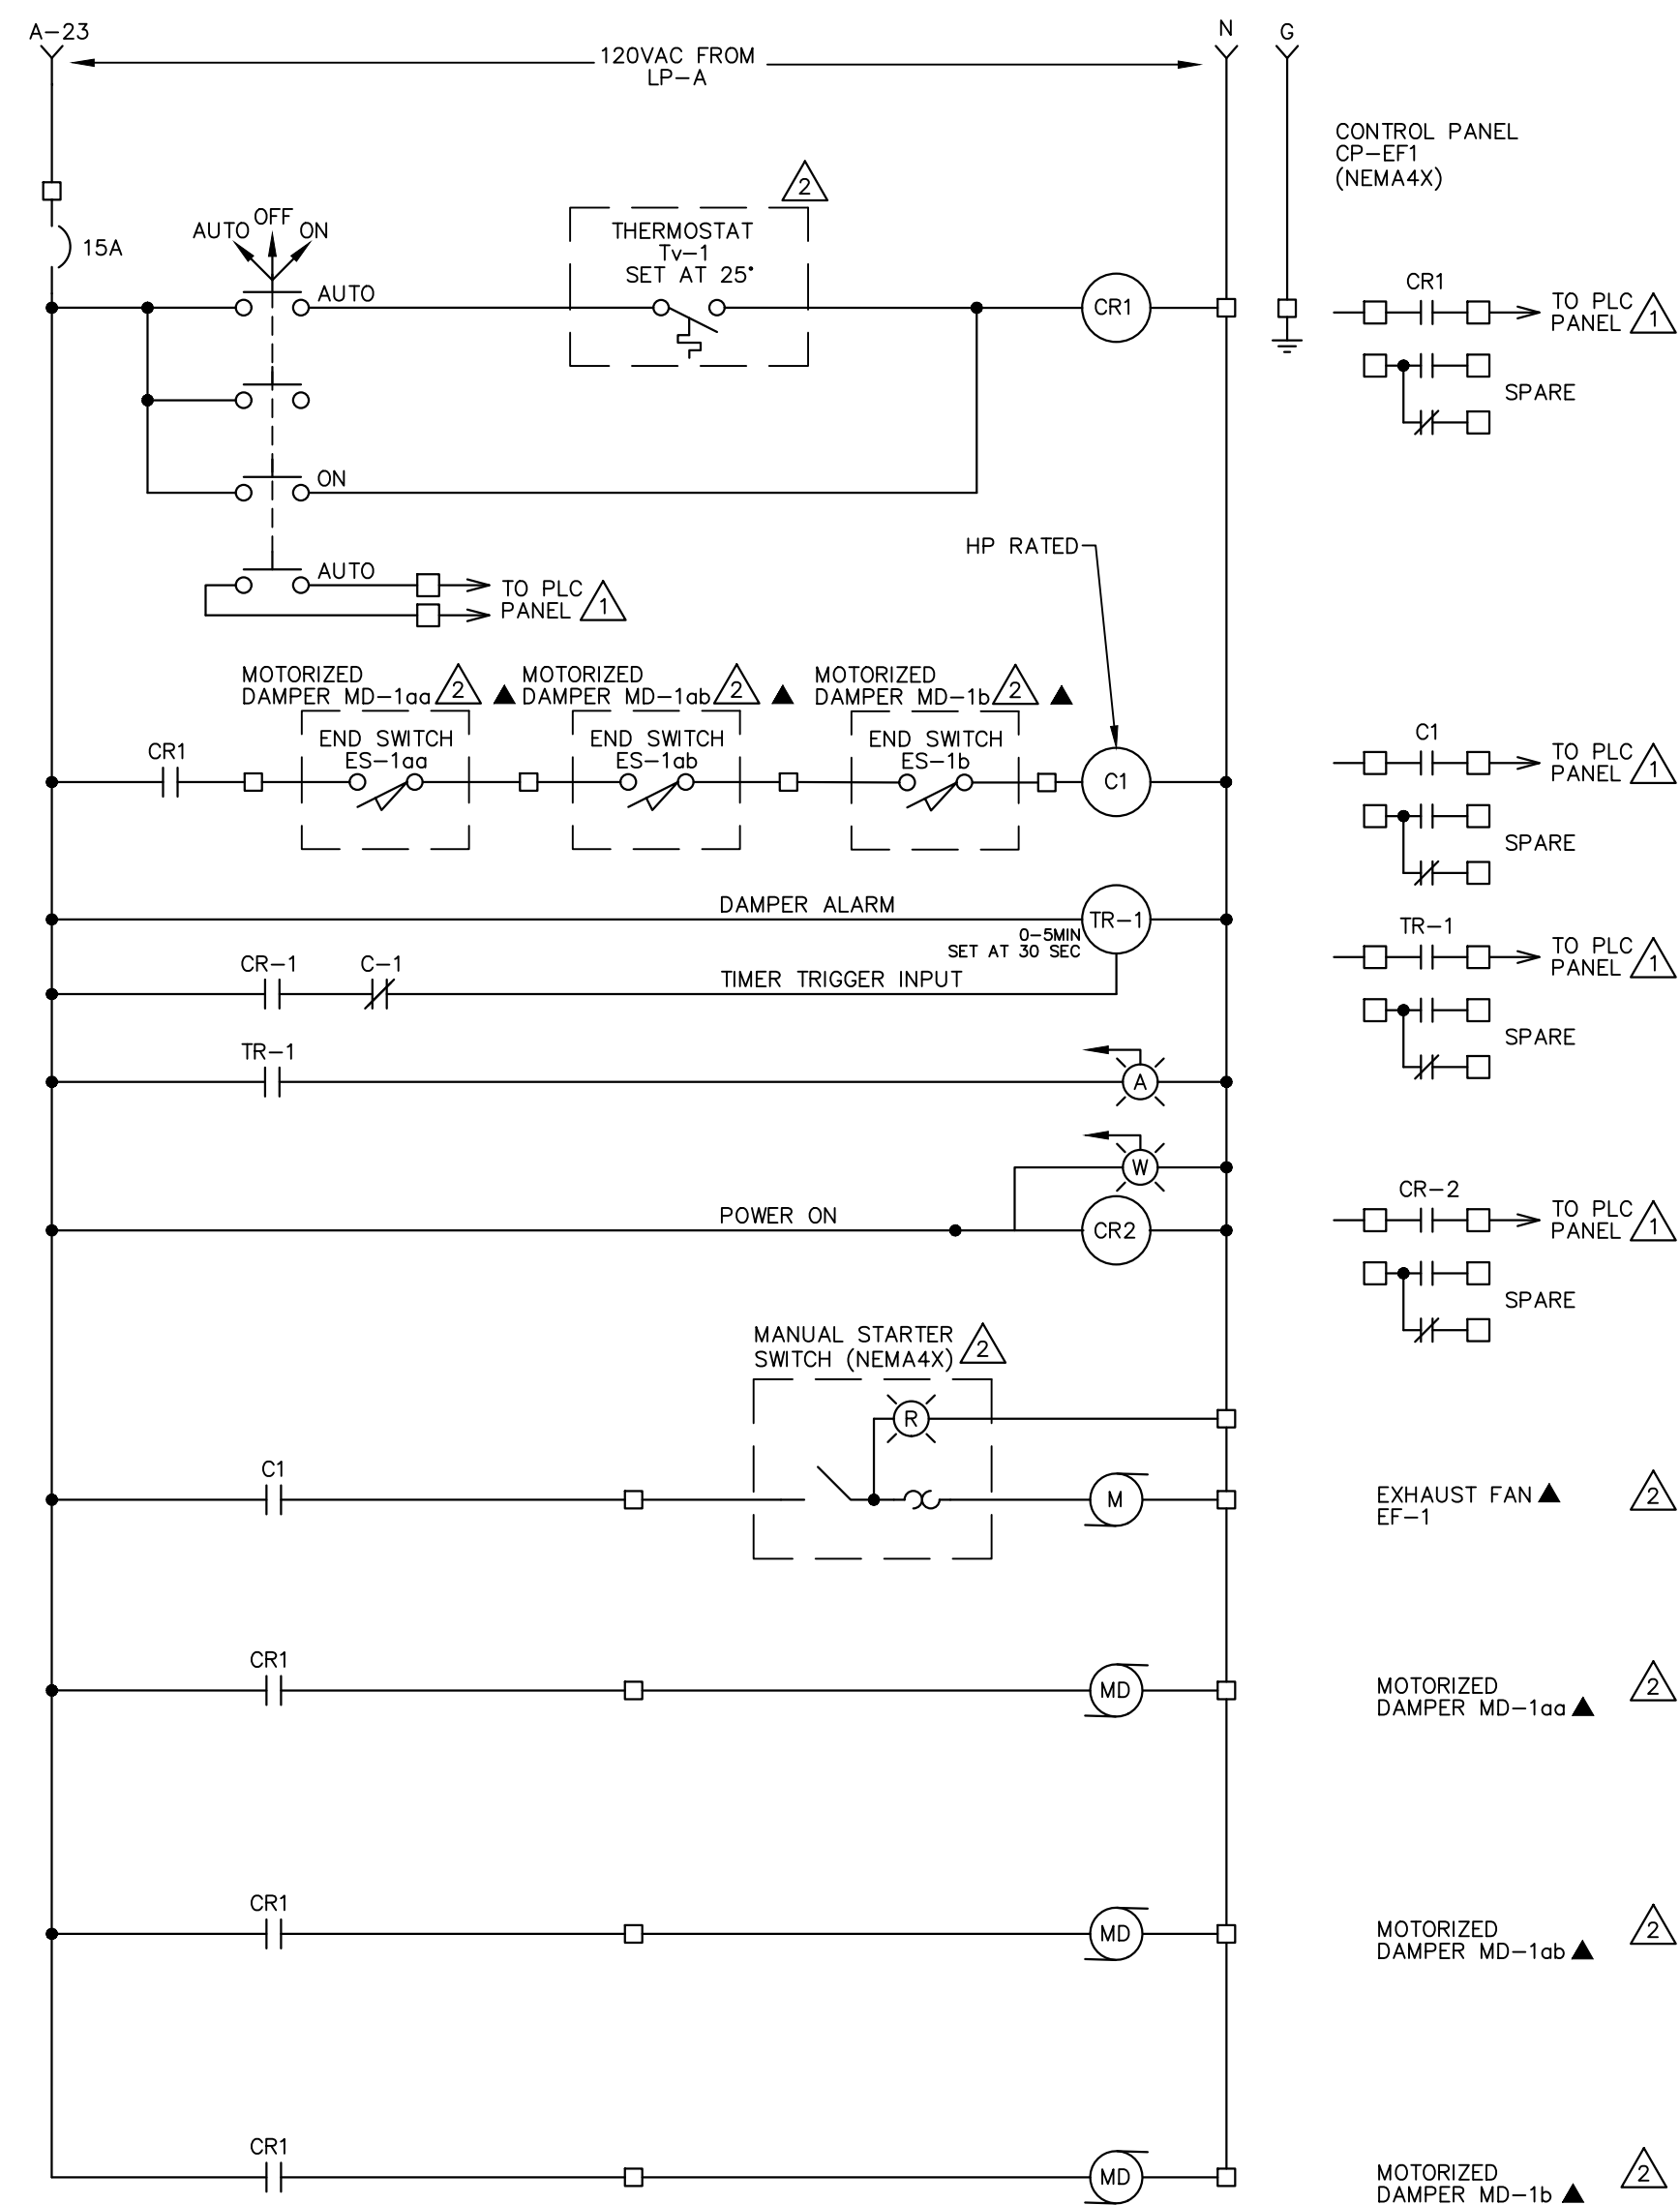 A-23
N
G
120VAC FROM
LP-A
CONTROL PANEL
CP-EF1
(NEMA4X)
2
OFF
AUTO
ON
15A
THERMOSTAT
Tv-1
SET AT 25°
AUTO
CR1
CR1
TO PLC
PANEL 1
SPARE
ON
HP RATED
AUTO
TO PLC
PANEL 1
MOTORIZED
DAMPER MD-1aa 2
MOTORIZED
DAMPER MD-1ab 2
MOTORIZED
DAMPER MD-1b 2
CR1
END SWITCH
ES-1aa
END SWITCH
ES-1ab
END SWITCH
ES-1b
C1
C1
TO PLC
PANEL 1
SPARE
DAMPER ALARM
TR-1
0-5MIN
SET AT 30 SEC
TR-1
TO PLC
PANEL 1
CR-1
C-1
TIMER TRIGGER INPUT
SPARE
TR-1
A
W
POWER ON
CR2
CR-2
TO PLC
PANEL 1
SPARE
MANUAL STARTER
SWITCH (NEMA4X) 2
R
C1
M
EXHAUST FAN
EF-1
2
CR1
MD
MOTORIZED
DAMPER MD-1aa
2
CR1
MD
MOTORIZED
DAMPER MD-1ab
2
CR1
MD
MOTORIZED
DAMPER MD-1b
2